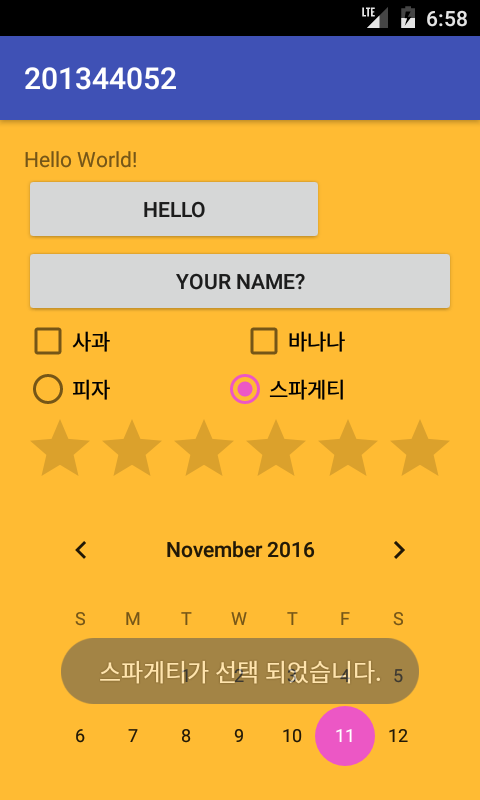 LTE 6:58
201344052
Hello World!
HELLO
YOUR NAME?
사과 바나나
피자 스파게티
November 2016
S M T W T F S
1 2 3 4 5
스파게티가 선택 되었습니다.
6 7 8 9 10 11 12